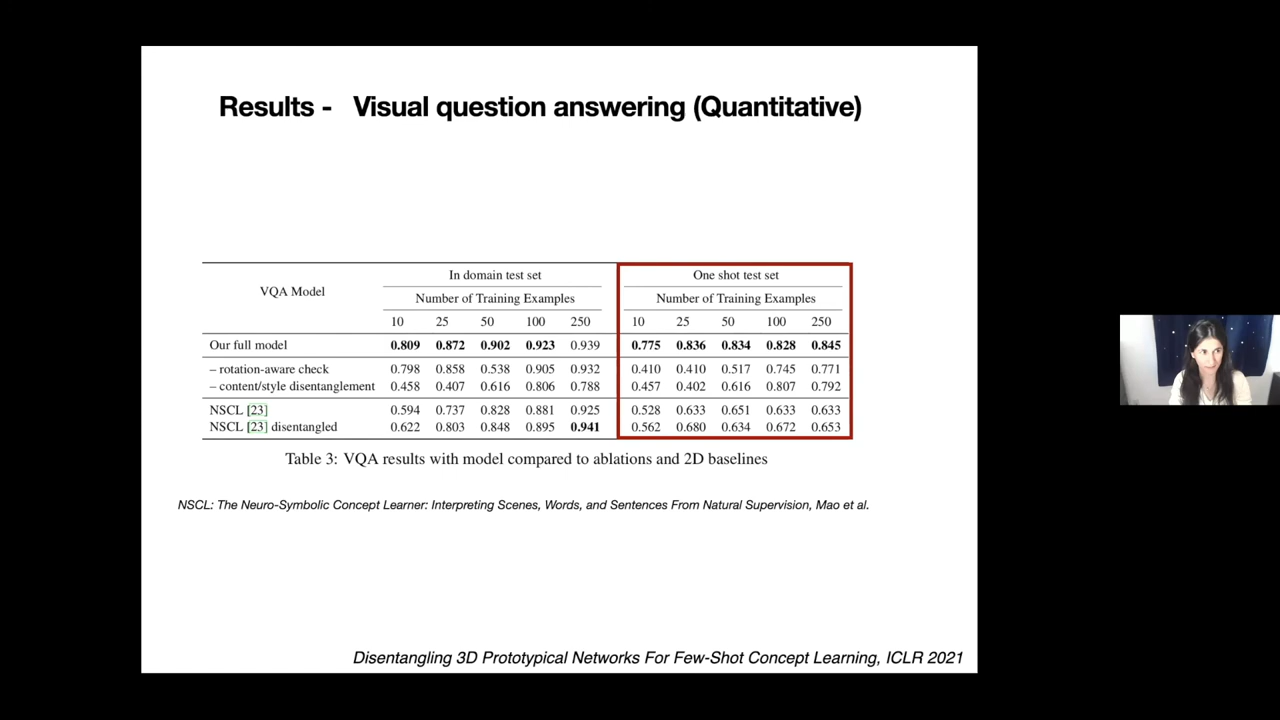 Results - Visual question answering (Quantitative)
In domain test set One shot test set
VQA Model
Number of Training Examples Number of Training Examples
10 25 50 100 250 10 25 50 100 250
Our full model 0.809 0.872 0.902 0.923 0.939 0.775 0.836 0.834 0.828 0.845
– rotation-aware check 0.798 0.858 0.538 0.905 0.932 0.410 0.410 0.517 0.745 0.771
– content/style disentanglement 0.458 0.407 0.616 0.806 0.788 0.457 0.402 0.616 0.807 0.792
NSCL [23] 0.594 0.737 0.828 0.881 0.925 0.528 0.633 0.651 0.633 0.633
NSCL [23] disentangled 0.622 0.803 0.848 0.895 0.941 0.562 0.680 0.634 0.672 0.653
Table 3: VQA results with model compared to ablations and 2D baselines
NSCL: The Neuro-Symbolic Concept Learner: Interpreting Scenes, Words, and Sentences From Natural Supervision, Mao et al.
Disentangling 3D Prototypical Networks For Few-Shot Concept Learning, ICLR 2021